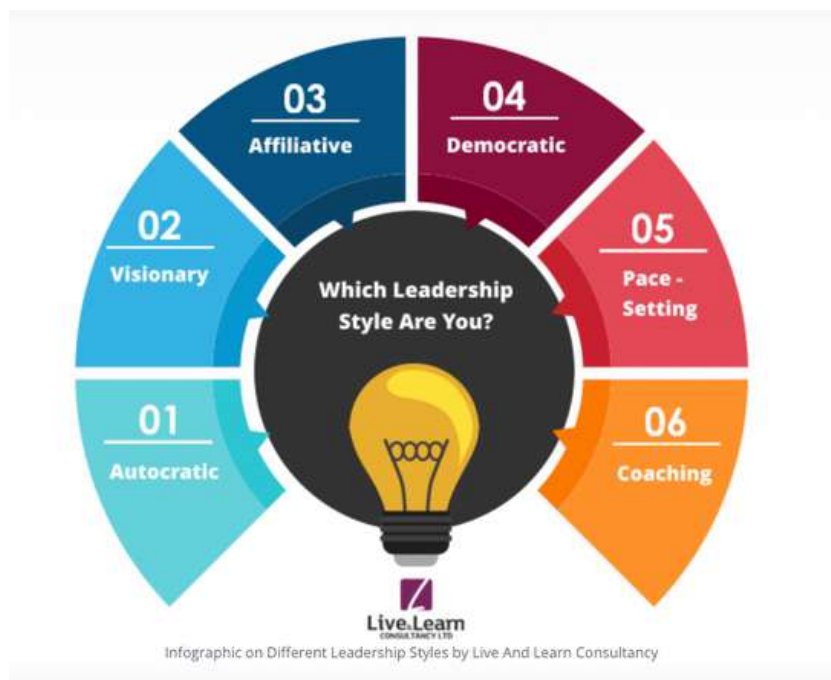 Which Leadership
Style Are You?
01
Autocratic
02
Visionary
03
Affiliative
04
Democratic
05
Pace -
Setting
06
Coaching
Live&Learn
CONSULTANCY LTD
Infographic on Different Leadership Styles by Live And Learn Consultancy